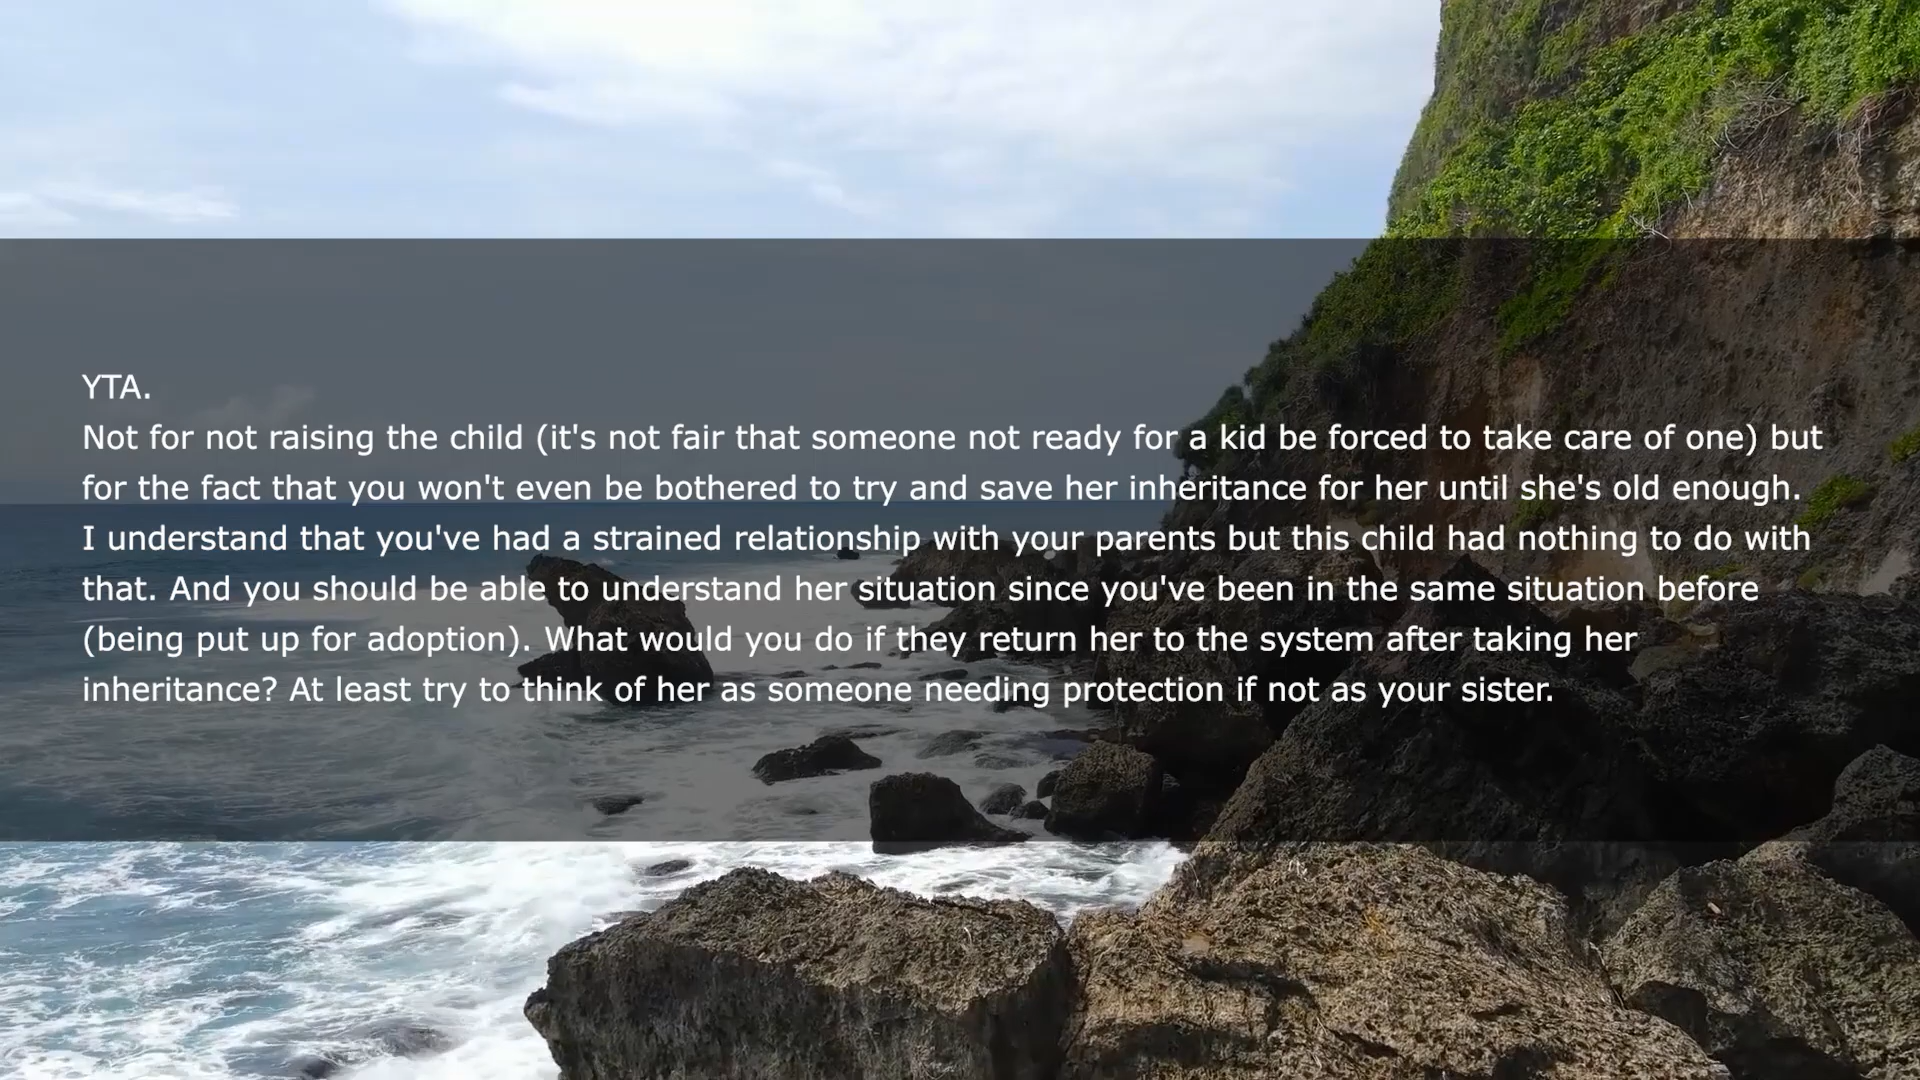 YTA.
Not for not raising the child (it's not fair that someone not ready for a kid be forced to take care of one) but
for the fact that you won't even be bothered to try and save her inheritance for her until she's old enough.
I understand that you've had a strained relationship with your parents but this child had nothing to do with
that. And you should be able to understand her situation since you've been in the same situation before
(being put up for adoption). What would you do if they return her to the system after taking her
inheritance? At least try to think of her as someone needing protection if not as your sister.